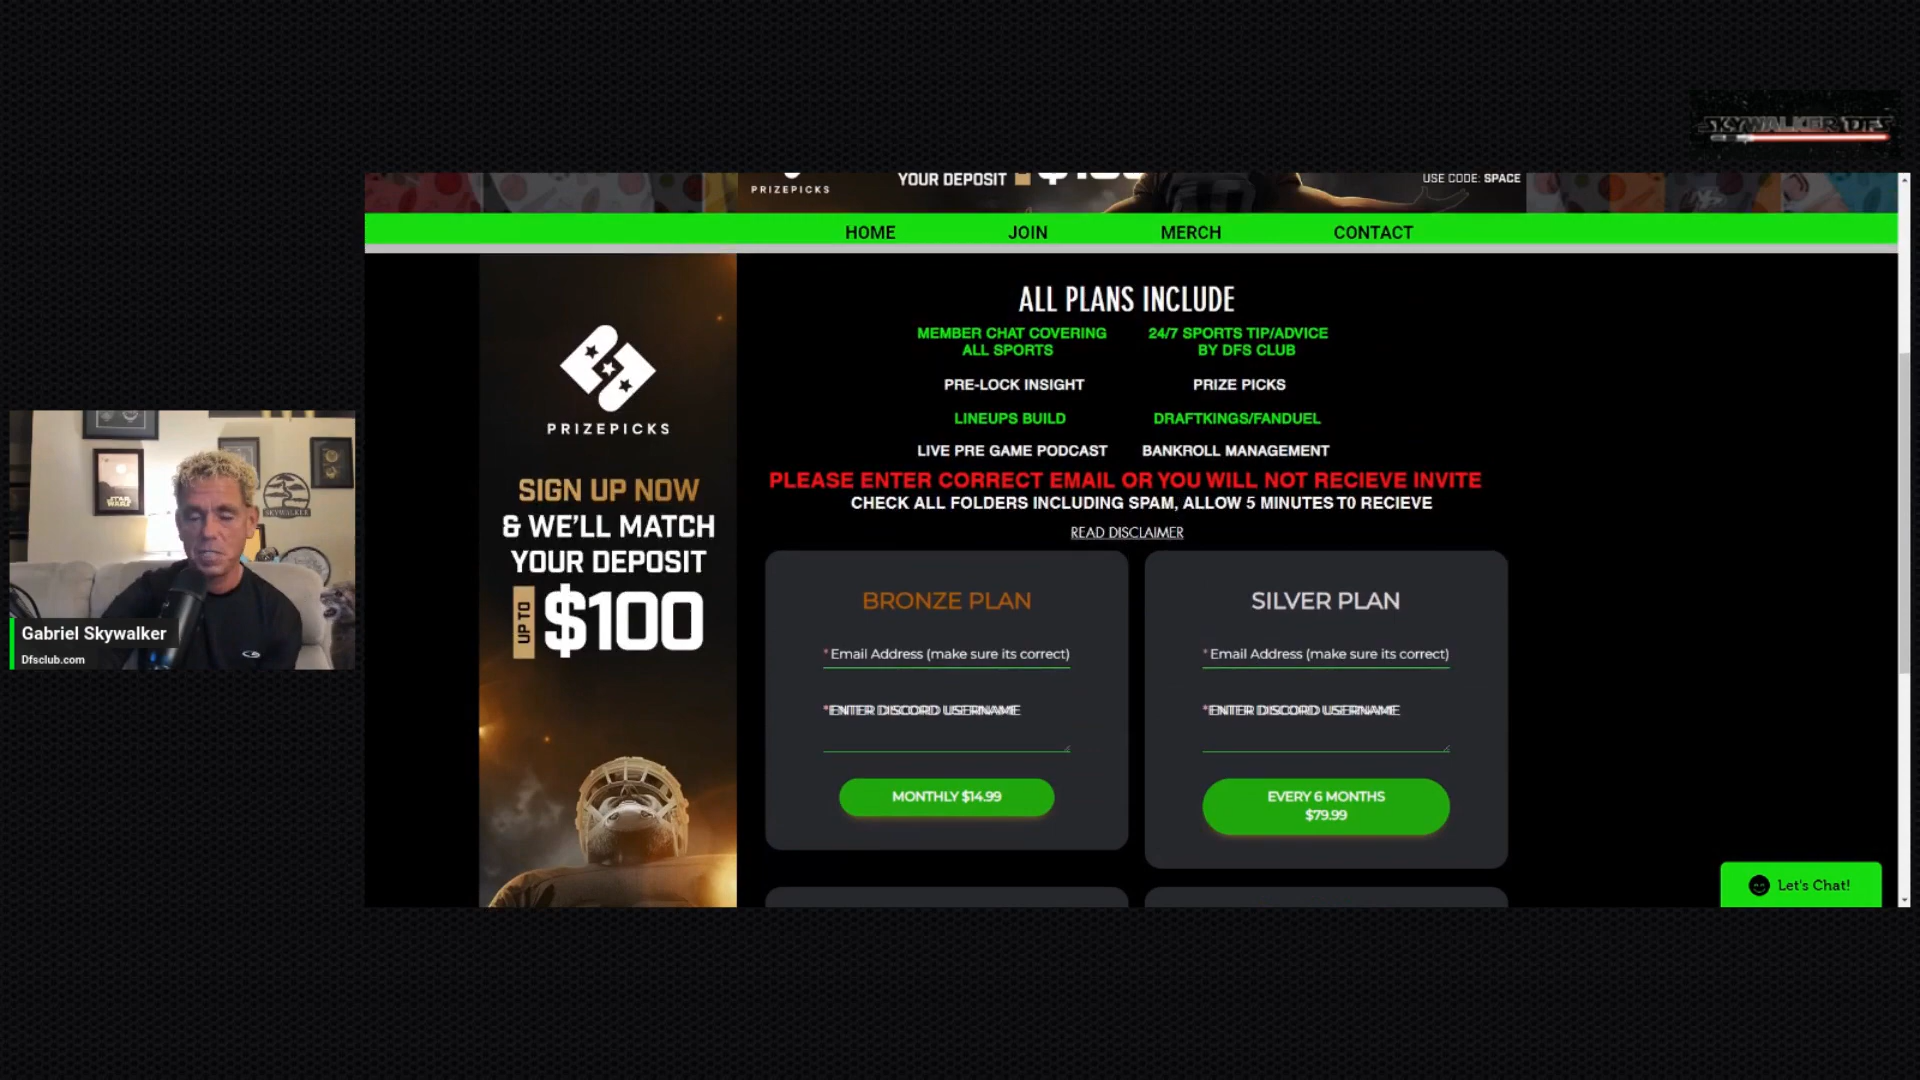 SKYWALKER DFS
PRIZEPICKS
YOUR DEPOSIT
USE CODE: SPACE
HOME
JOIN
MERCH
CONTACT
ALL PLANS INCLUDE
MEMBER CHAT COVERING
ALL SPORTS
24/7 SPORTS TIP/ADVICE
BY DFS CLUB
PRE-LOCK INSIGHT
PRIZE PICKS
LINEUPS BUILD
DRAFTKINGS/FANDUEL
LIVE PRE GAME PODCAST
BANKROLL MANAGEMENT
PLEASE ENTER CORRECT EMAIL OR YOU WILL NOT RECIEVE INVITE
CHECK ALL FOLDERS INCLUDING SPAM, ALLOW 5 MINUTES T0 RECIEVE
READ DISCLAIMER
PRIZEPICKS
SIGN UP NOW
& WE'LL MATCH
YOUR DEPOSIT
UP TO
$100
BRONZE PLAN
* Email Address (make sure its correct)
*ENTER DISCORD USERNAME
MONTHLY $14.99
SILVER PLAN
* Email Address (make sure its correct)
*ENTER DISCORD USERNAME
EVERY 6 MONTHS
$79.99
Let's Chat!
STAR
WARS
SKYWALKER
Gabriel Skywalker
Dfsclub.com